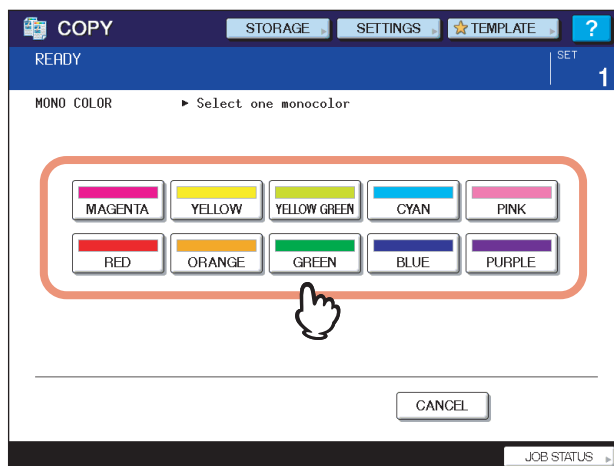 COPY STORAGE SETTINGS TEMPLATE ?
READY SET
1
MONO COLOR ► Select one monocolor
MAGENTA YELLOW YELLOW GREEN CYAN PINK
RED ORANGE GREEN BLUE PURPLE
CANCEL
JOB STATUS